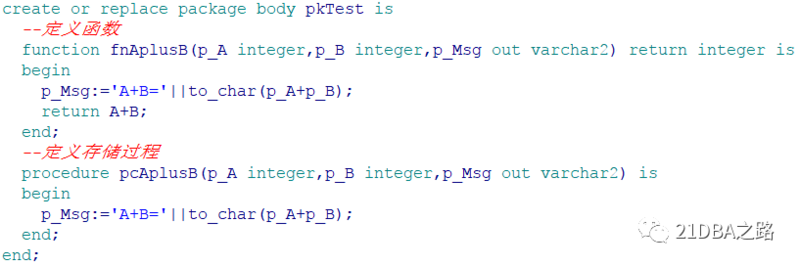 create or replace package body pkTest is
--定义函数
function fnAplusB(p_A integer,p_B integer,p_Msg out varchar2) return integer is
begin
p_Msg:='A+B='||to_char(p_A+p_B);
return A+B;
end;
--定义存储过程
procedure pcAplusB(p_A integer,p_B integer,p_Msg out varchar2) is
begin
p_Msg:='A+B='||to_char(p_A+p_B);
end;
end;
21DBA之路